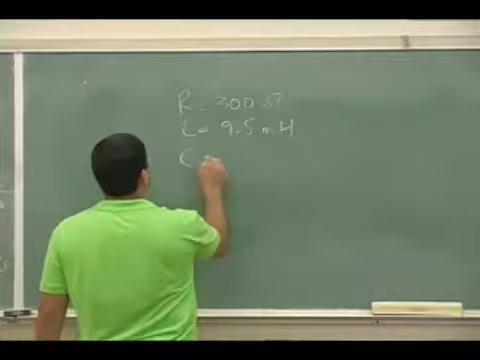 R = 300 Ω
L = 9.5 mH
C =